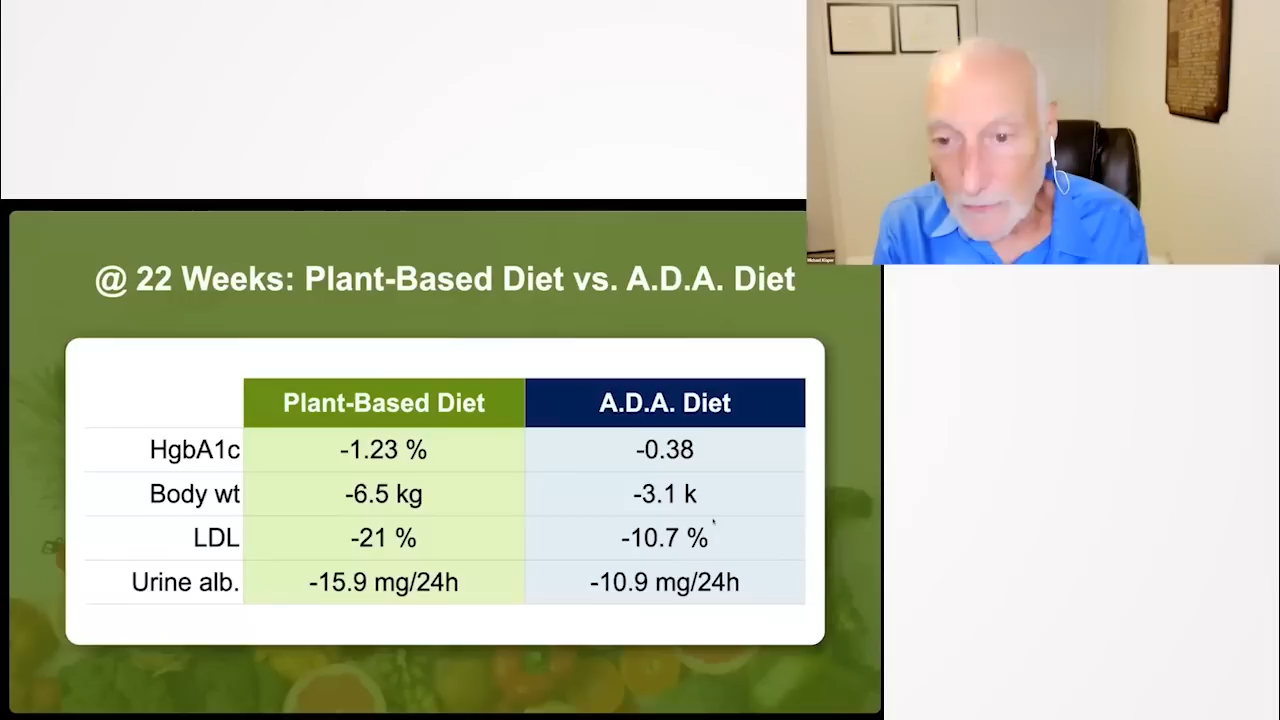 @ 22 Weeks: Plant-Based Diet vs. A.D.A. Diet
Plant-Based Diet A.D.A. Diet
HgbA1c -1.23 % -0.38
Body wt -6.5 kg -3.1 k
LDL -21 % -10.7 %
Urine alb. -15.9 mg/24h -10.9 mg/24h